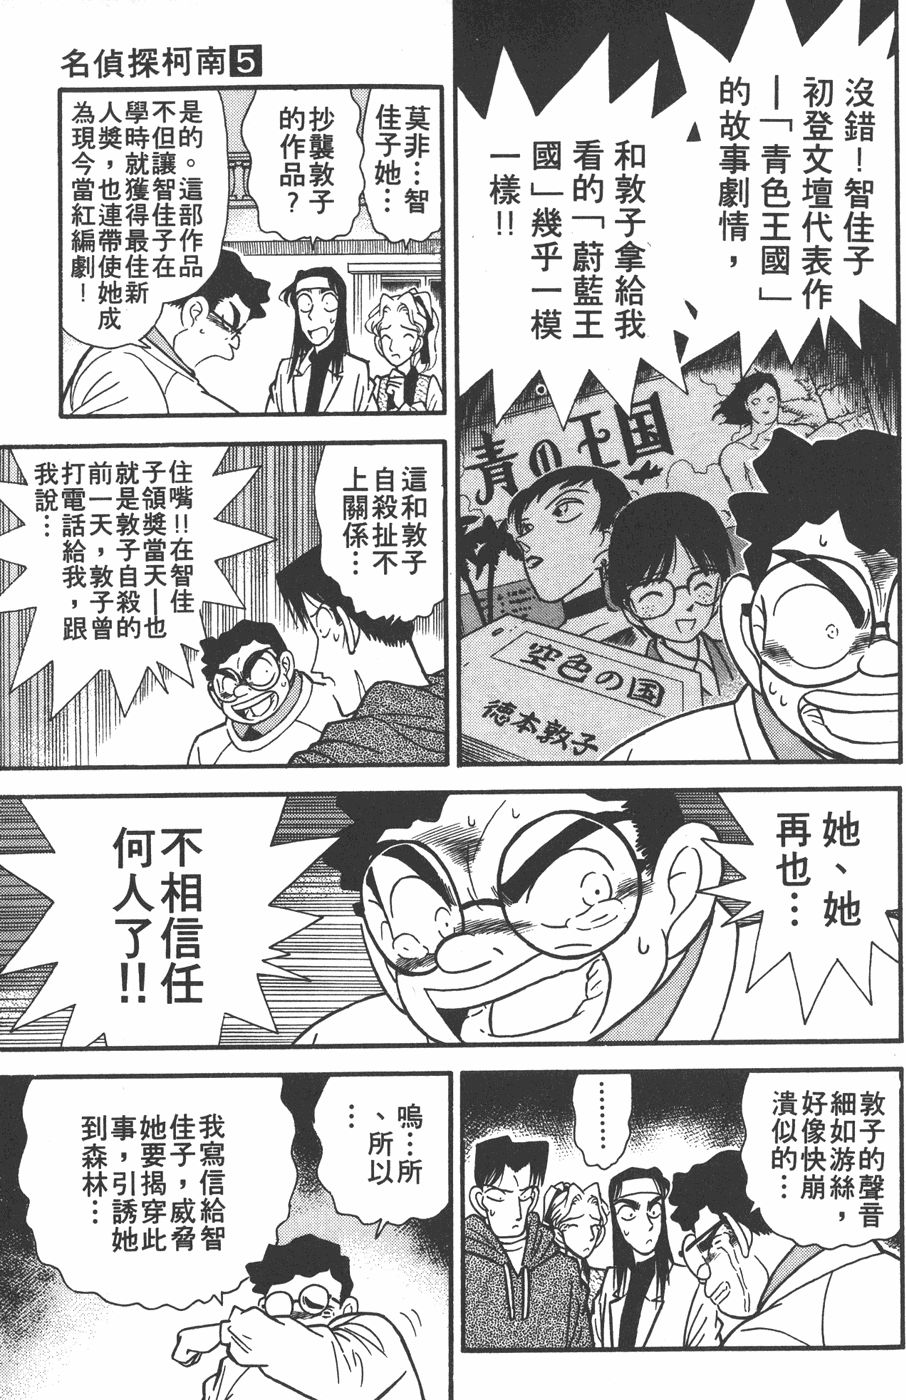 名偵探柯南5
沒錯！智佳子
初登文壇代表作
—「青色王國」
的故事劇情，
和敦子拿給我
看的「蔚藍王
國」幾乎一模
一樣!!
青の王国
空色の国
德本敦子
莫非…智
佳子她…
抄襲敦子
的作品？
是的。這部作品
不但讓智佳子在
學時就獲得最佳新
人獎，也連帶使她成
為現今當紅編劇！
這和敦子
自殺扯不
上關係…
住嘴!!在智佳
子領獎當天—也
就是敦子自殺的
前一天，敦子曾
打電話給我，跟
我說…
她、她
再也…
不相信任
何人了!!
敦子的聲音
細如游絲，
好像快崩
潰似的…
………
嗚…所
、所以
…
我寫信給智
佳子，威脅
她要揭穿此
事，引誘她
到森林…